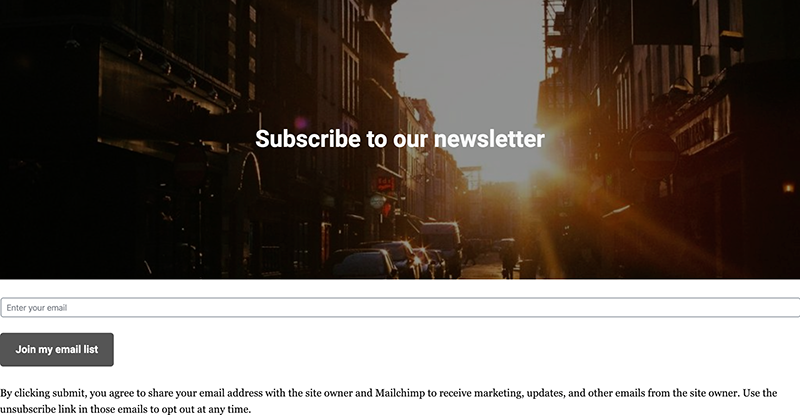 Subscribe to our newsletter
Enter your email
Join my email list
By clicking submit, you agree to share your email address with the site owner and Mailchimp to receive marketing, updates, and other emails from the site owner. Use the
unsubscribe link in those emails to opt out at any time.